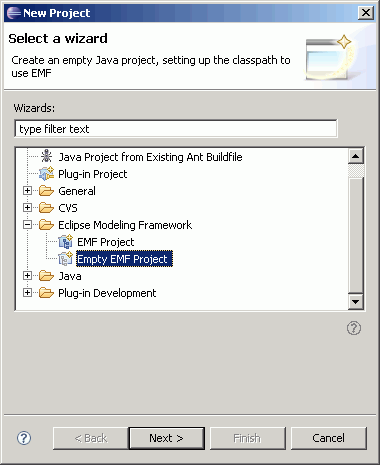 New Project
Select a wizard
Create an empty Java project, setting up the classpath to
use EMF
Wizards:
type filter text
Java Project from Existing Ant Buildfile
Plug-in Project
General
CVS
Eclipse Modeling Framework
EMF Project
Empty EMF Project
Java
Plug-in Development
< Back
Next >
Finish
Cancel